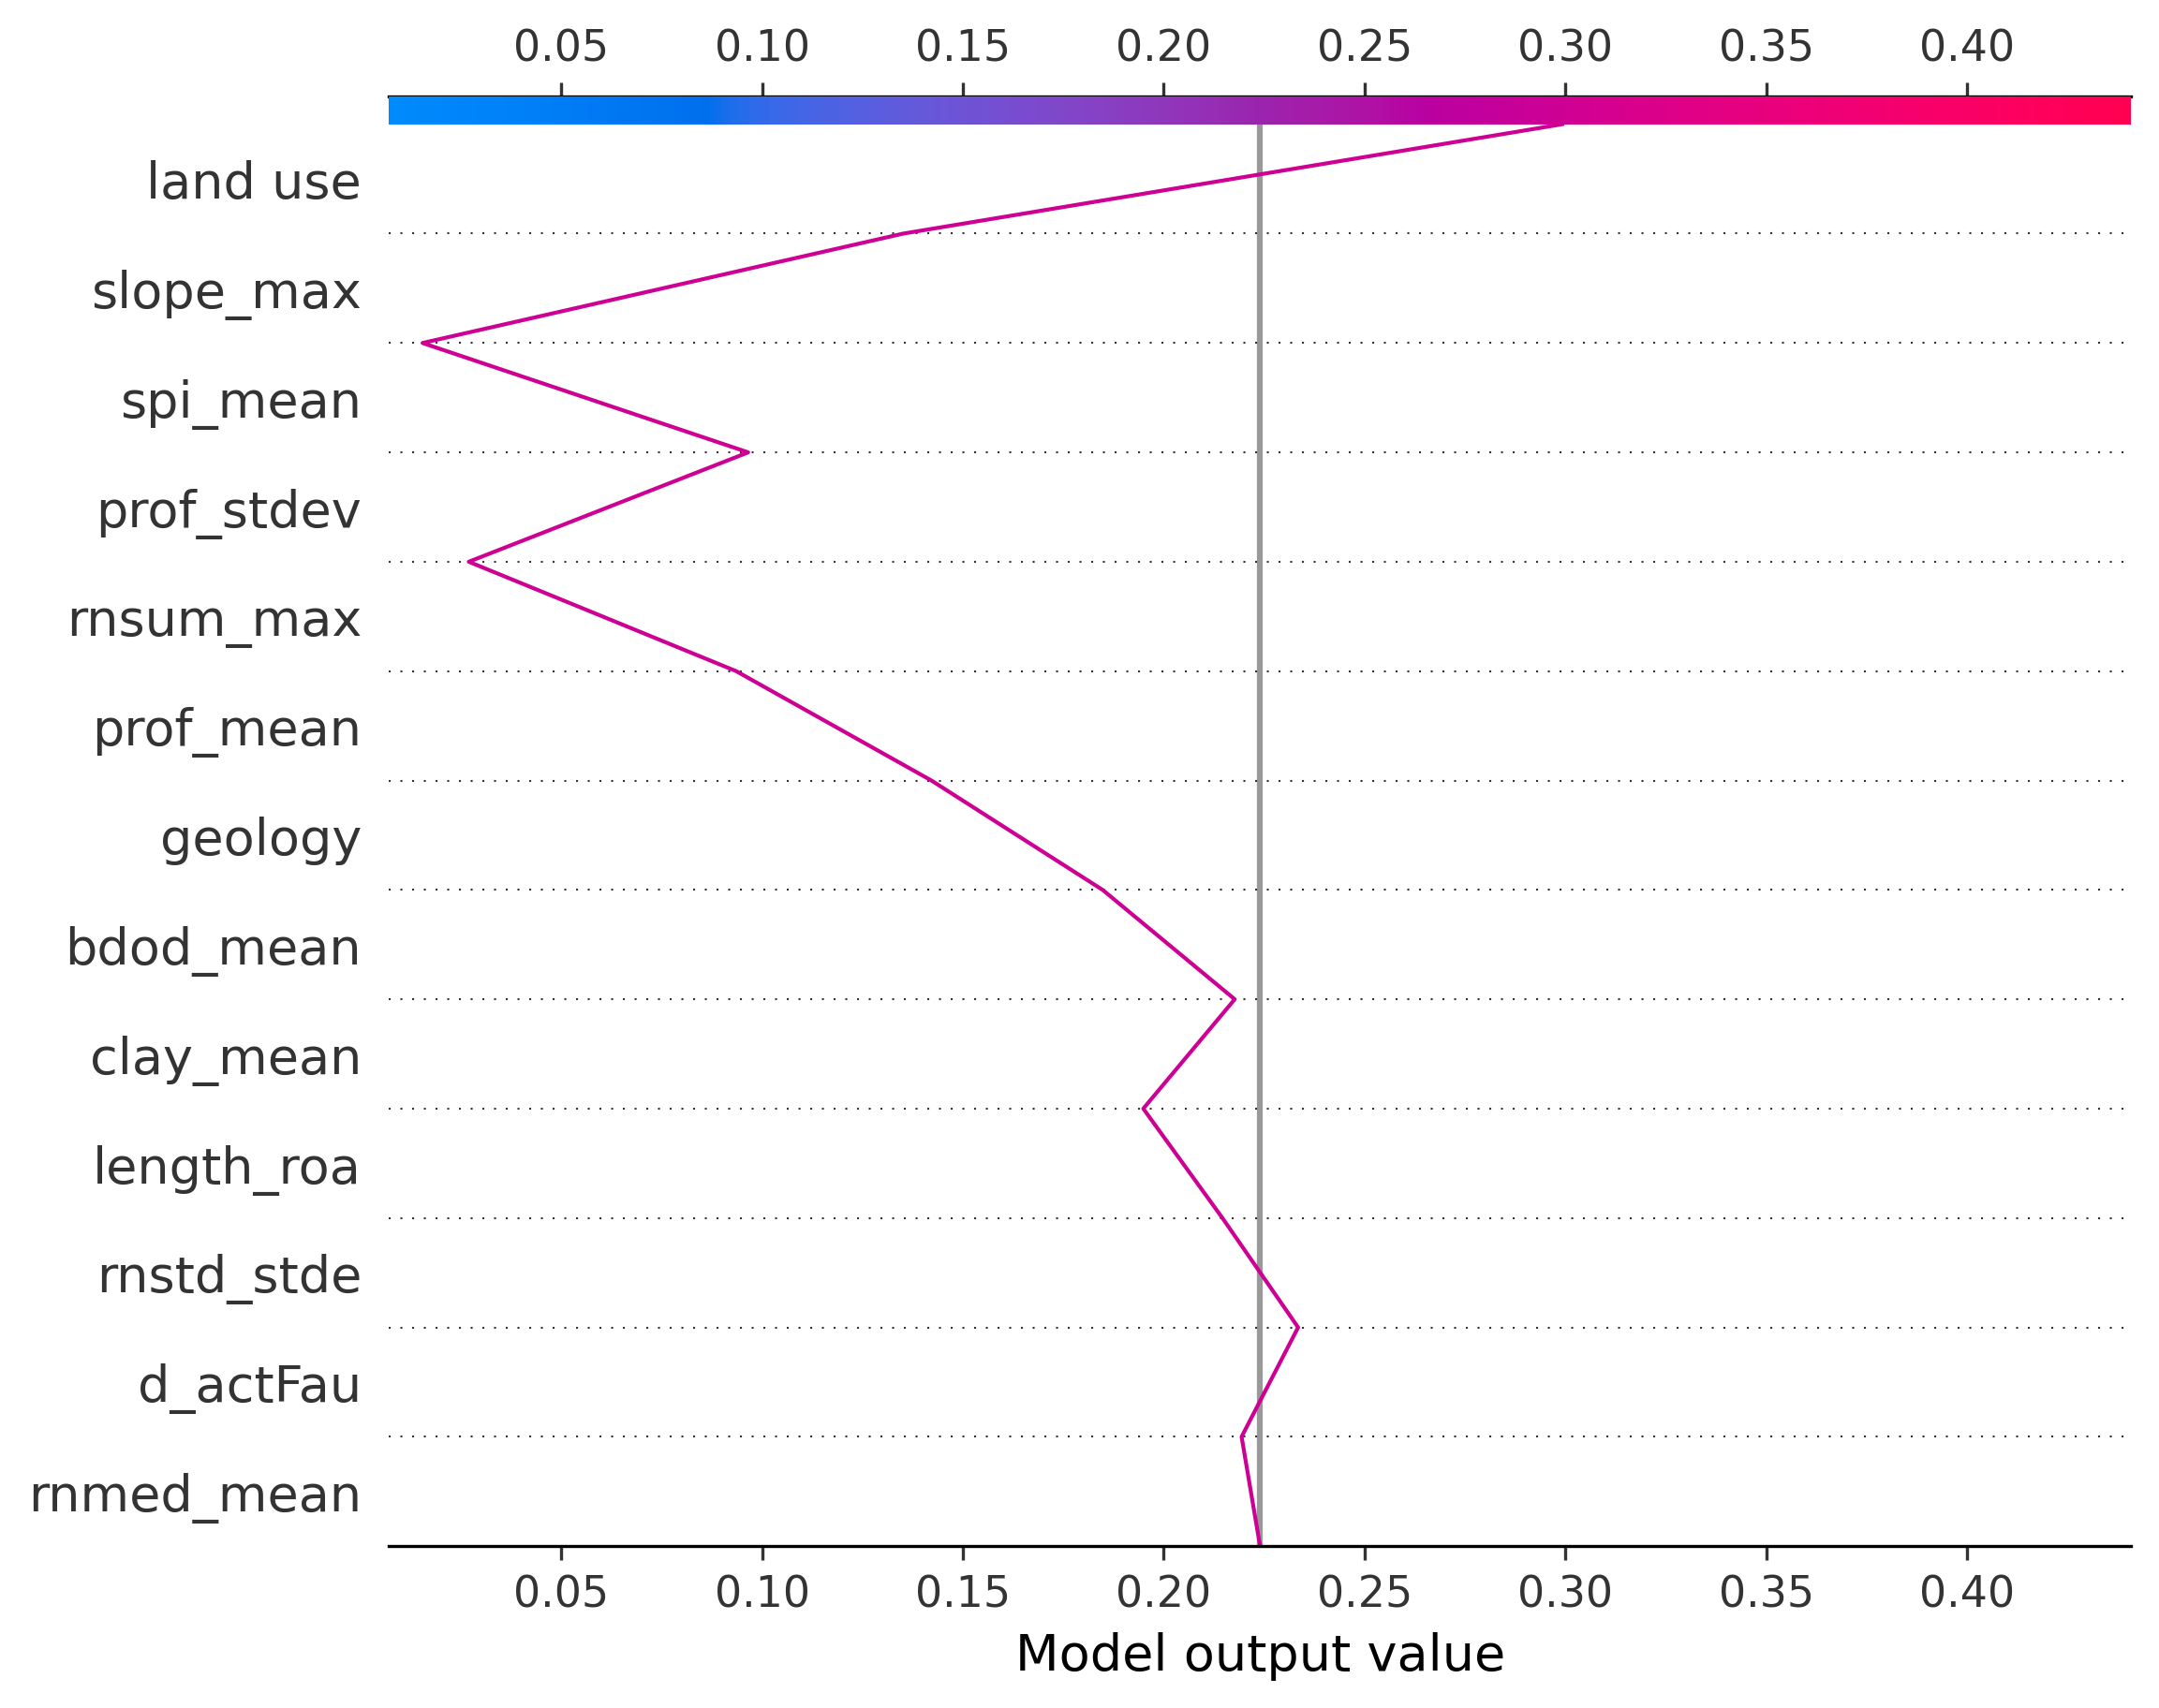 0.05 0.10 0.15 0.20 0.25 0.30 0.35 0.40
land use
slope_max
spi_mean
prof_stdev
rnsum_max
prof_mean
geology
bdod_mean
clay_mean
length_roa
rnstd_stde
d_actFau
rnmed_mean
0.05 0.10 0.15 0.20 0.25 0.30 0.35 0.40
Model output value